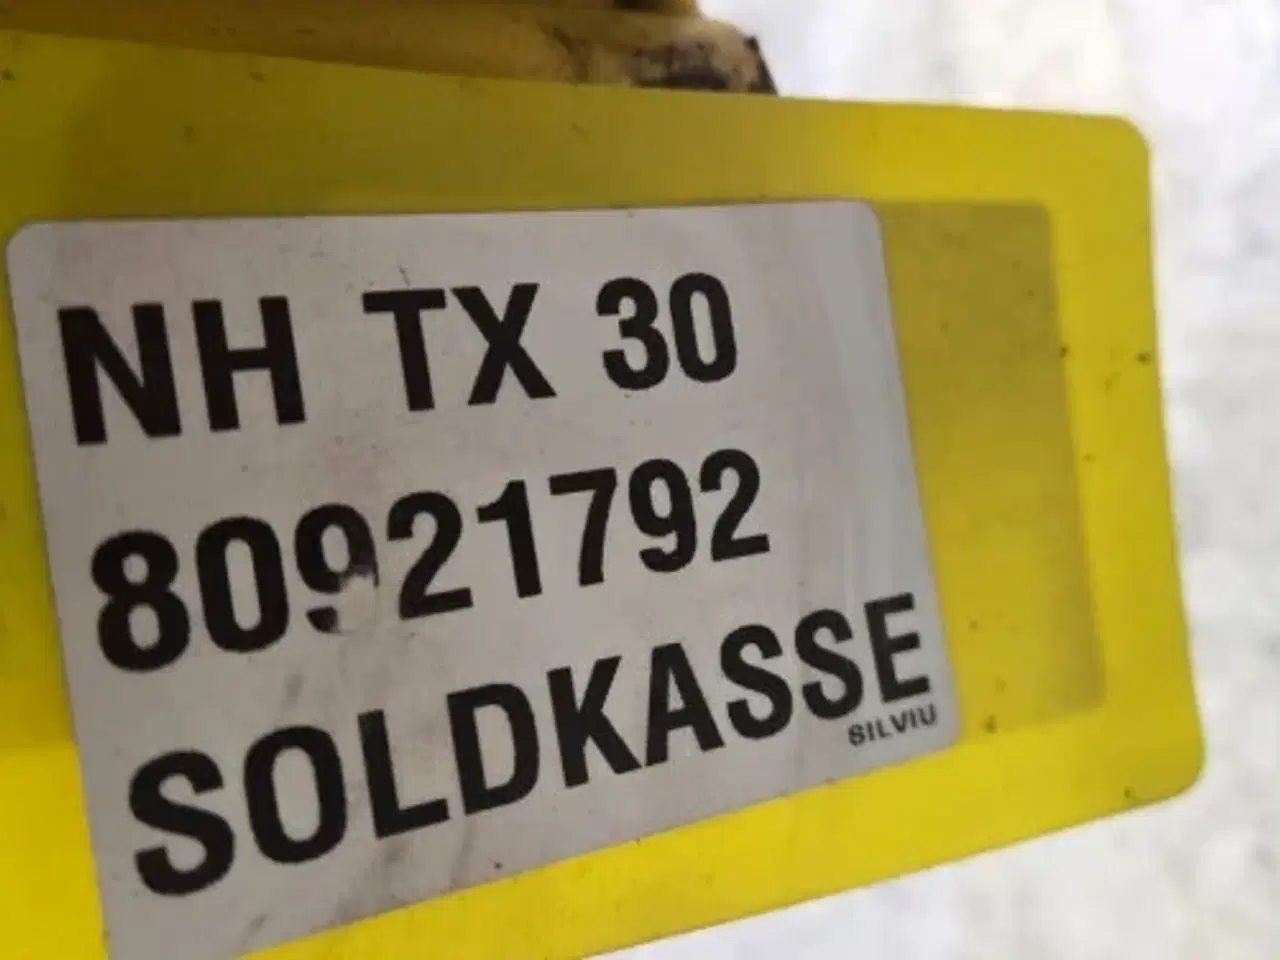 NH TX 30
80921792
SOLDKASSE
SILVIU